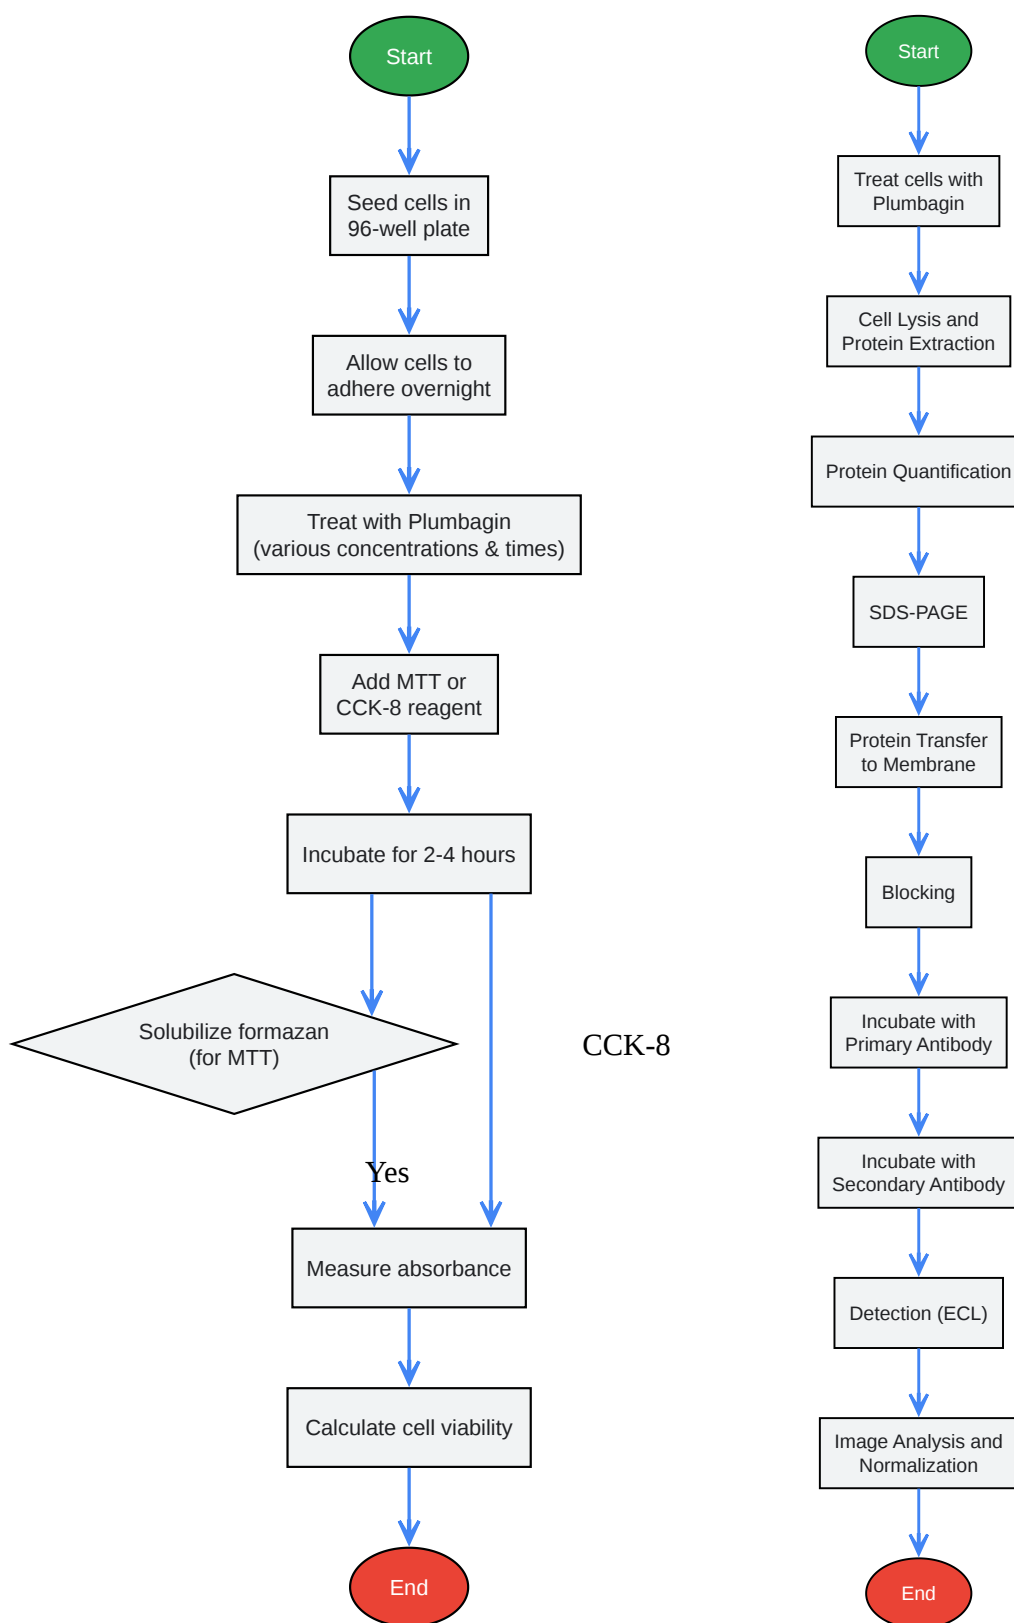 Start
Seed cells in
96-well plate
Allow cells to
adhere overnight
Treat with Plumbagin
(various concentrations & times)
Add MTT or
CCK-8 reagent
Incubate for 2-4 hours
Solubilize formazan
(for MTT)
CCK-8
Yes
Measure absorbance
Calculate cell viability
End
Start
Treat cells with
Plumbagin
Cell Lysis and
Protein Extraction
Protein Quantification
SDS-PAGE
Protein Transfer
to Membrane
Blocking
Incubate with
Primary Antibody
Incubate with
Secondary Antibody
Detection (ECL)
Image Analysis and
Normalization
End